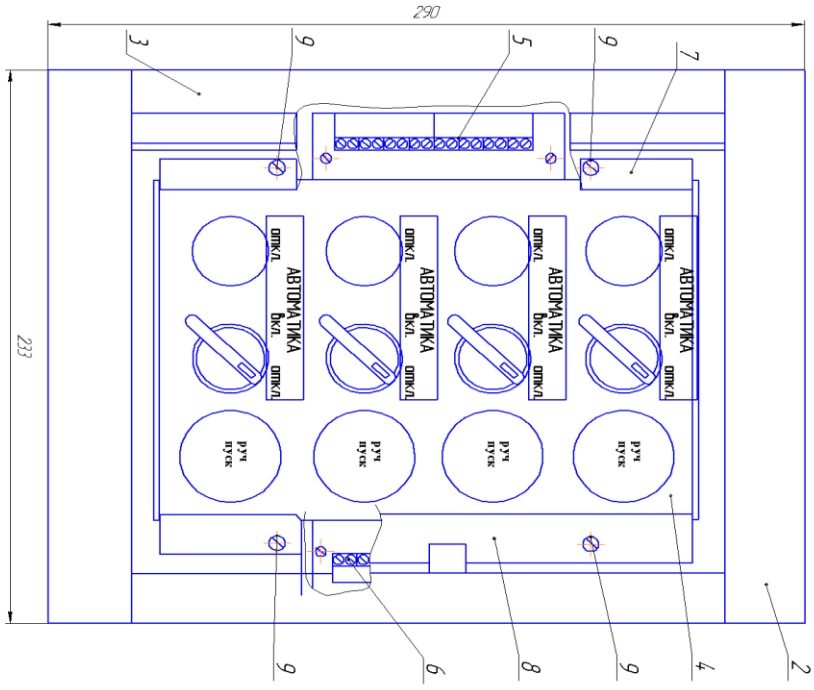 2
7
4
АВТОМАТИКА
откл. вкл. откл.
руч
пуск
9
9
АВТОМАТИКА
откл. вкл. откл.
руч
пуск
5
8
290
АВТОМАТИКА
откл. вкл. откл.
руч
пуск
6
9
АВТОМАТИКА
откл. вкл. откл.
руч
пуск
9
3
233